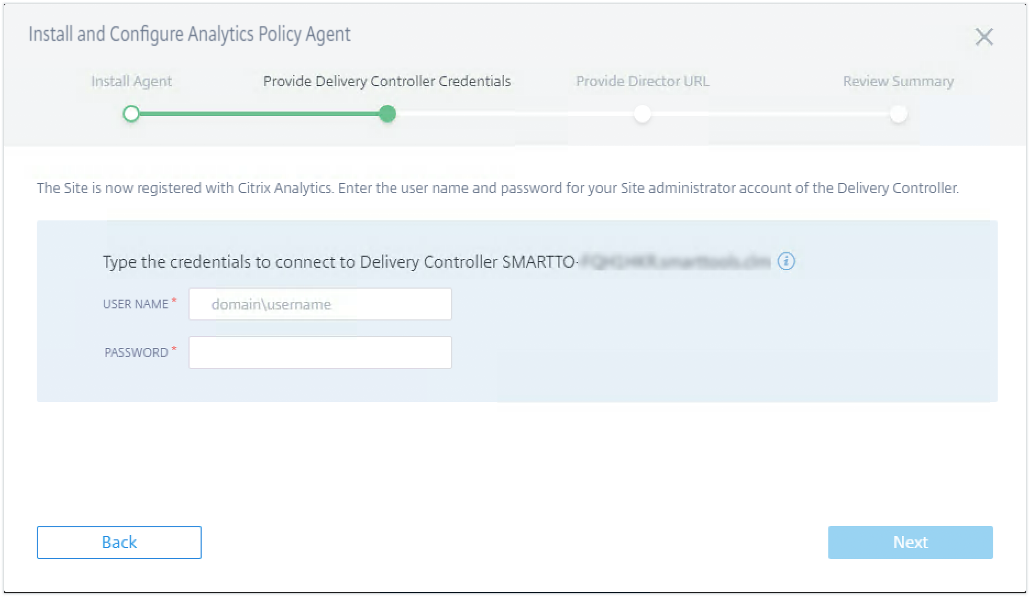 Install and Configure Analytics Policy Agent
Install Agent
Provide Delivery Controller Credentials
Provide Director URL
Review Summary
The Site is now registered with Citrix Analytics. Enter the user name and password for your Site administrator account of the Delivery Controller.
Type the credentials to connect to Delivery Controller SMARTTO-
USER NAME *
domain\username
PASSWORD *
Back
Next